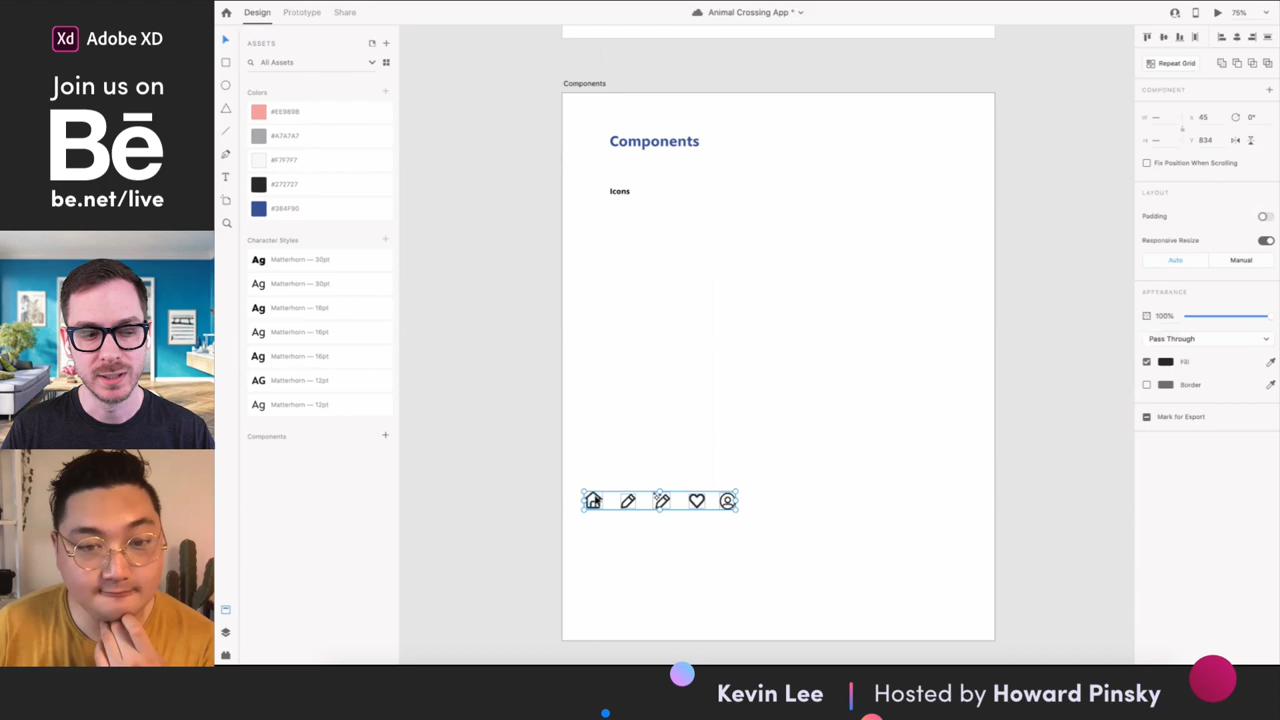 Xd Adobe XD
Join us on
Bē
be.net/live
Design Prototype Share
Animal Crossing App *
75%
ASSETS
All Assets
Colors
#EE989B
#A7A7A7
#F7F7F7
#272727
#384F90
Character Styles
Ag Matterhorn — 30pt
Ag Matterhorn — 30pt
Ag Matterhorn — 16pt
Ag Matterhorn — 16pt
Ag Matterhorn — 16pt
AG Matterhorn — 12pt
Ag Matterhorn — 12pt
Components
Components
Components
Icons
Repeat Grid
COMPONENT
W — X 45 0°
H — Y 834
Fix Position When Scrolling
LAYOUT
Padding
Responsive Resize
Auto Manual
APPEARANCE
100%
Pass Through
Fill
Border
Mark for Export
Kevin Lee | Hosted by Howard Pinsky